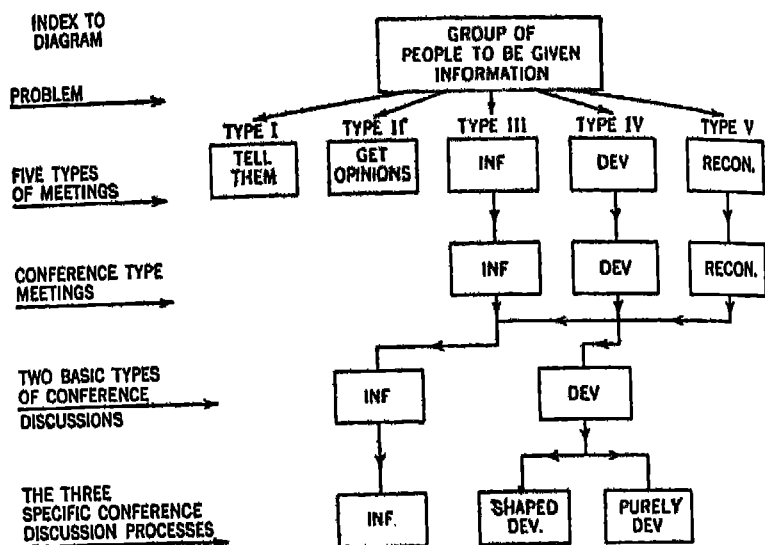 INDEX TO
DIAGRAM
GROUP OF
PEOPLE TO BE GIVEN
INFORMATION
PROBLEM
TYPE I
TYPE II
TYPE III
TYPE IV
TYPE V
TELL
THEM
GET
OPINIONS
INF
DEV
RECON.
FIVE TYPES
OF MEETINGS
CONFERENCE TYPE
MEETINGS
INF
DEV
RECON.
TWO BASIC TYPES
OF CONFERENCE
DISCUSSIONS
INF
DEV
THE THREE
SPECIFIC CONFERENCE
DISCUSSION PROCESSES
INF.
SHAPED
DEV.
PURELY
DEV